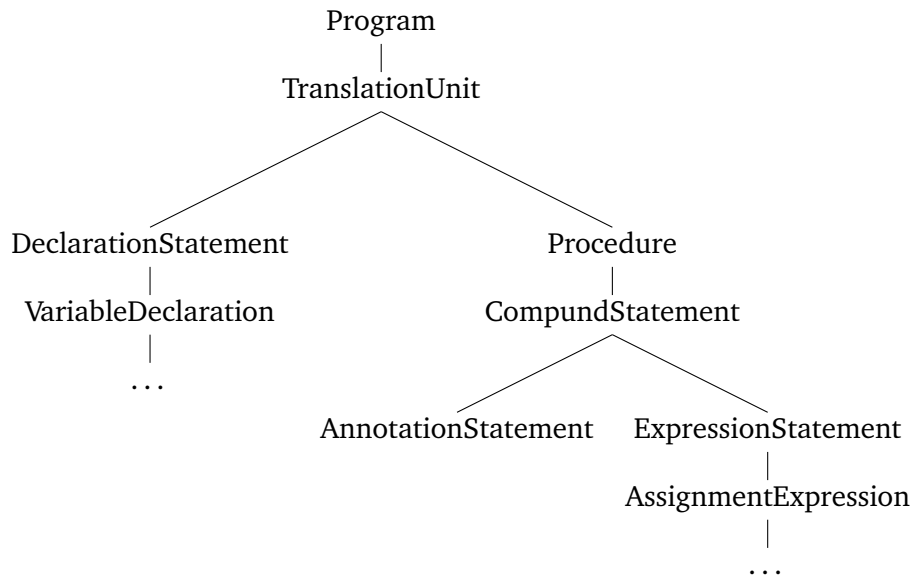 Program
TranslationUnit
DeclarationStatement Procedure
VariableDeclaration CompundStatement
... AnnotationStatement ExpressionStatement
AssignmentExpression
...